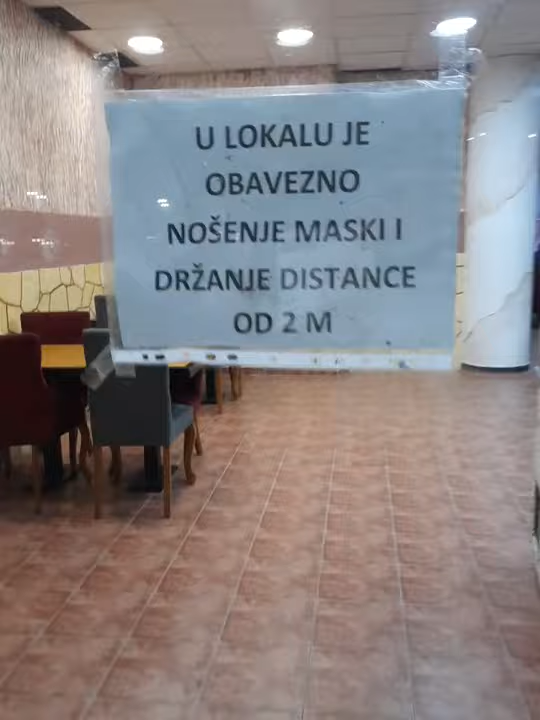 U LOKALU JE
OBAVEZNO
NOŠENJE MASKI I
DRŽANJE DISTANCE
OD 2 M